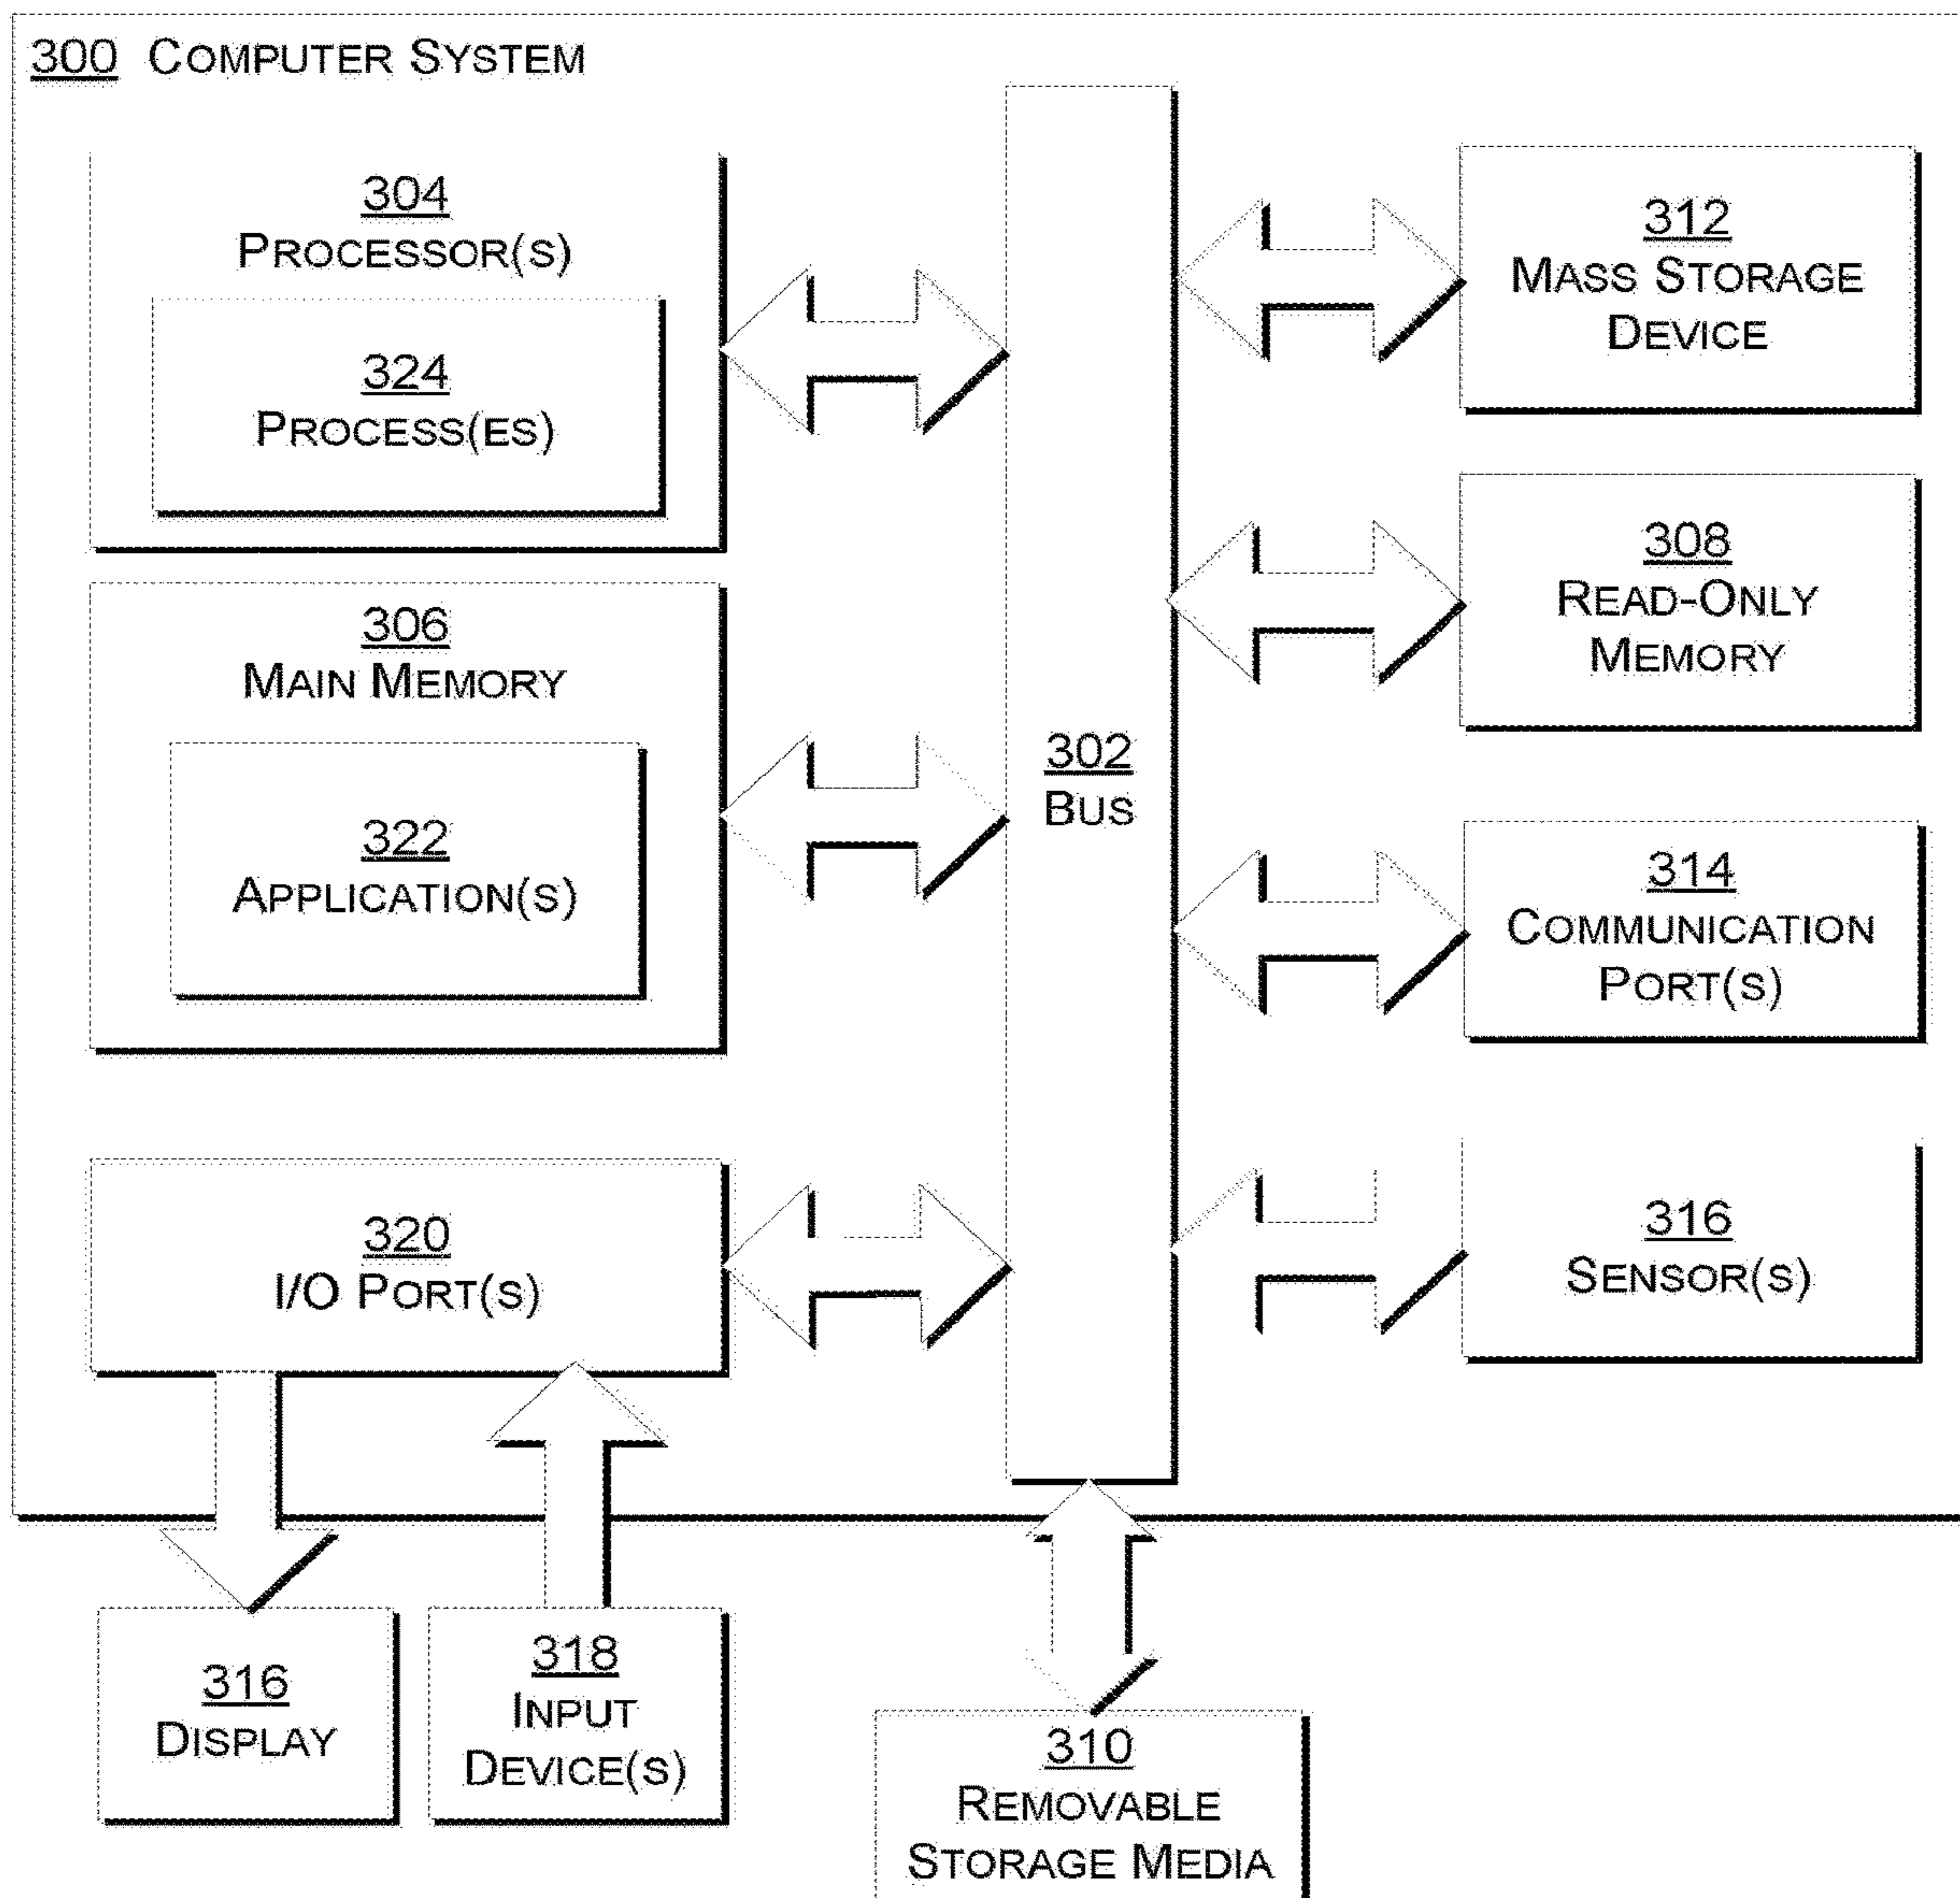 300 COMPUTER SYSTEM
304
PROCESSOR(S)
324
PROCESS(ES)
306
MAIN MEMORY
322
APPLICATION(S)
320
I/O PORT(S)
302
BUS
312
MASS STORAGE
DEVICE
308
READ-ONLY
MEMORY
314
COMMUNICATION
PORT(S)
316
SENSOR(S)
316
DISPLAY
318
INPUT
DEVICE(S)
310
REMOVABLE
STORAGE MEDIA